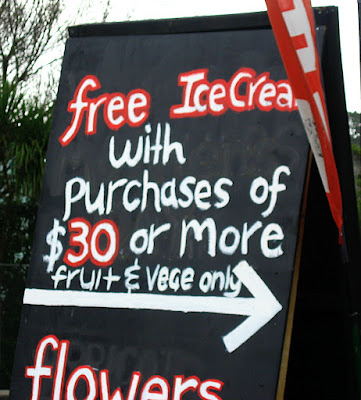 free IceCrea
with
purchases of
$30 or more
fruit & vege only
flowers